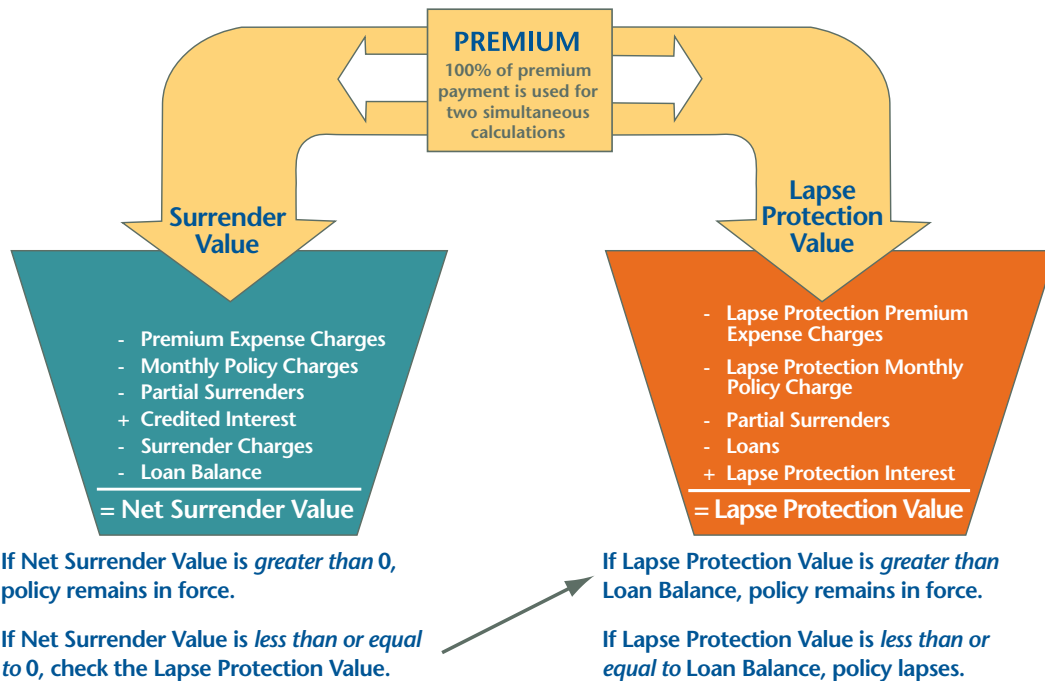 PREMIUM
100% of premium
payment is used for
two simultaneous
calculations
Surrender
Value
- Premium Expense Charges
- Monthly Policy Charges
- Partial Surrenders
+ Credited Interest
- Surrender Charges
- Loan Balance
= Net Surrender Value
If Net Surrender Value is greater than 0,
policy remains in force.
If Net Surrender Value is less than or equal
to 0, check the Lapse Protection Value.
Lapse
Protection
Value
- Lapse Protection Premium
Expense Charges
- Lapse Protection Monthly
Policy Charge
- Partial Surrenders
- Loans
+ Lapse Protection Interest
= Lapse Protection Value
If Lapse Protection Value is greater than
Loan Balance, policy remains in force.
If Lapse Protection Value is less than or
equal to Loan Balance, policy lapses.